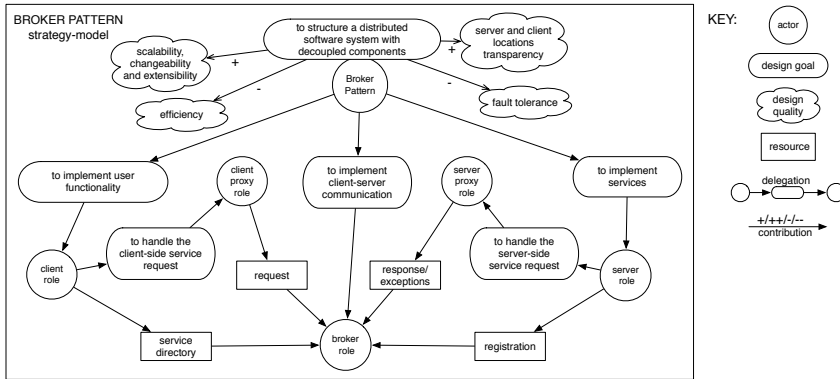 BROKER PATTERN
strategy-model
to structure a distributed
software system with
decoupled components
scalability,
changeability
and extensibility
+
+
server and client
locations
transparency
-
-
efficiency
Broker
Pattern
fault tolerance
to implement user
functionality
client
proxy
role
to implement
client-server
communication
server
proxy
role
to implement
services
client
role
to handle the
client-side service
request
request
response/
exceptions
to handle the
server-side
service request
server
role
service
directory
broker
role
registration
KEY:
actor
design goal
design
quality
resource
delegation
+/++/-/--
contribution